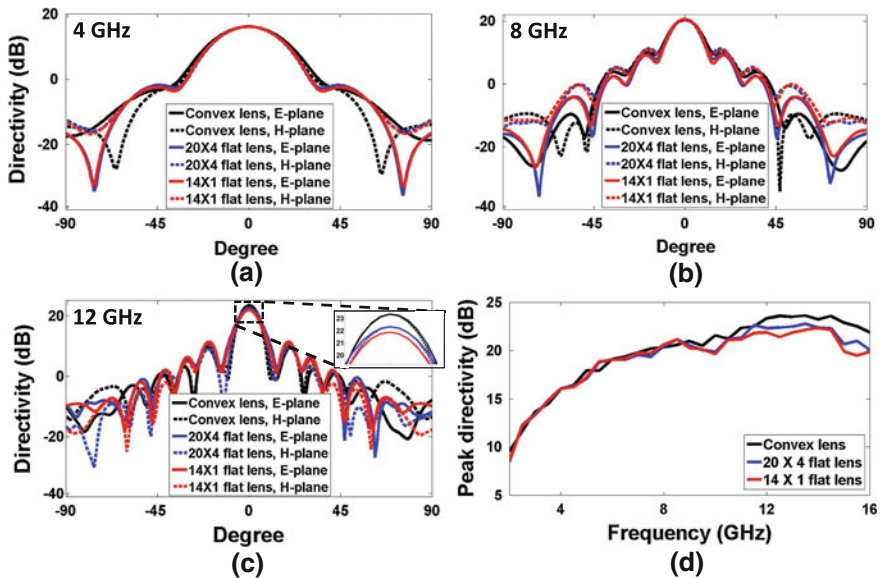 4 GHz
Directivity (dB)
20
0
-20
-40
Convex lens, E-plane
Convex lens, H-plane
20X4 flat lens, E-plane
20X4 flat lens, H-plane
14X1 flat lens, E-plane
14X1 flat lens, H-plane
-90
-45
0
45
90
Degree
(a)
8 GHz
Directivity (dB)
20
0
-20
-40
Convex lens, E-plane
Convex lens, H-plane
20X4 flat lens, E-plane
20X4 flat lens, H-plane
14X1 flat lens, E-plane
14X1 flat lens, H-plane
-90
-45
0
45
90
Degree
(b)
12 GHz
Directivity (dB)
20
0
-20
-40
23
22
21
20
Convex lens, E-plane
Convex lens, H-plane
20X4 flat lens, E-plane
20X4 flat lens, H-plane
14X1 flat lens, E-plane
14X1 flat lens, H-plane
-90
-45
0
45
90
Degree
(c)
Peak directivity (dB)
25
20
15
10
5
Convex lens
20 X 4 flat lens
14 X 1 flat lens
4
8
12
16
Frequency (GHz)
(d)